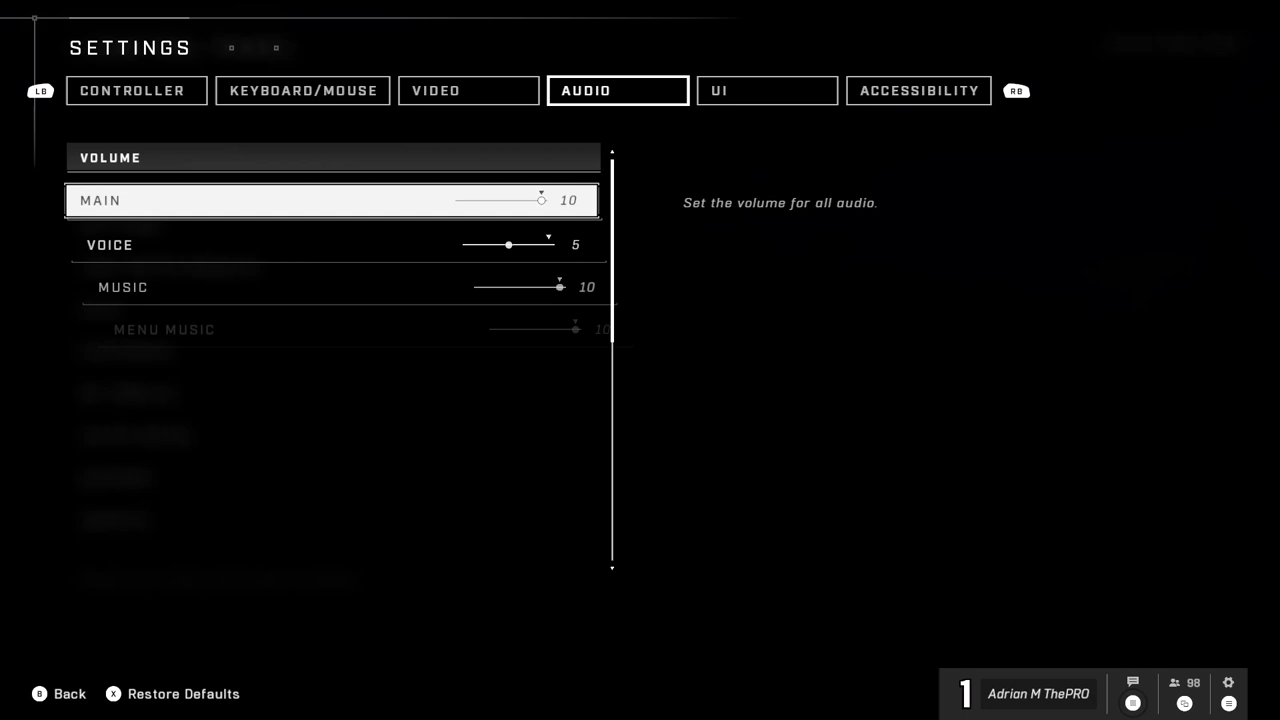 SETTINGS
LB CONTROLLER KEYBOARD/MOUSE VIDEO AUDIO UI ACCESSIBILITY RB
VOLUME
MAIN 10
Set the volume for all audio.
VOICE 5
MUSIC 10
MENU MUSIC 10
B Back X Restore Defaults
1 Adrian M ThePRO 98